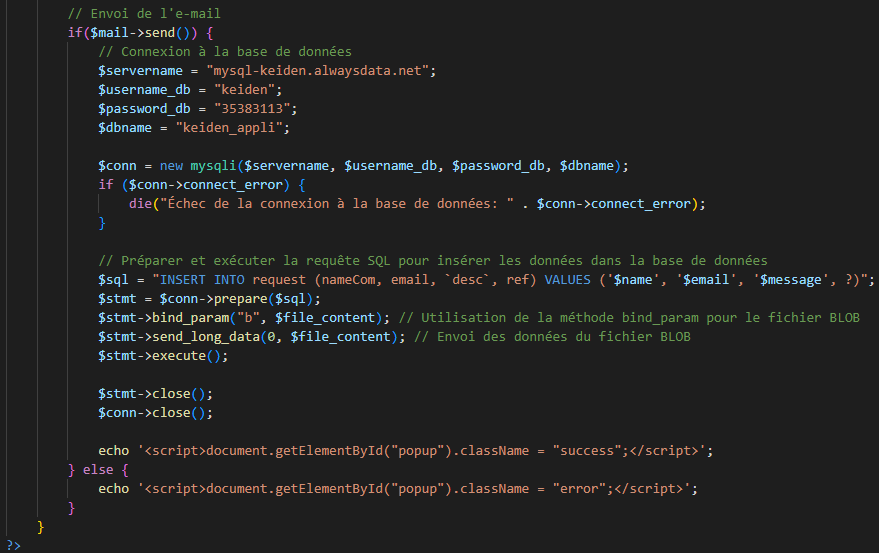 // Envoi de l'e-mail
if($mail->send()) {
// Connexion à la base de données
$servername = "mysql-keiden.alwaysdata.net";
$username_db = "keiden";
$password_db = "35383113";
$dbname = "keiden_appli";
$conn = new mysqli($servername, $username_db, $password_db, $dbname);
if ($conn->connect_error) {
die("Échec de la connexion à la base de données: " . $conn->connect_error);
}
// Préparer et exécuter la requête SQL pour insérer les données dans la base de données
$sql = "INSERT INTO request (nameCom, email, `desc`, ref) VALUES ('$name', '$email', '$message', ?)";
$stmt = $conn->prepare($sql);
$stmt->bind_param("b", $file_content); // Utilisation de la méthode bind_param pour le fichier BLOB
$stmt->send_long_data(0, $file_content); // Envoi des données du fichier BLOB
$stmt->execute();
$stmt->close();
$conn->close();
echo '<script>document.getElementById("popup").className = "success";</script>';
} else {
echo '<script>document.getElementById("popup").className = "error";</script>';
}
}
?>